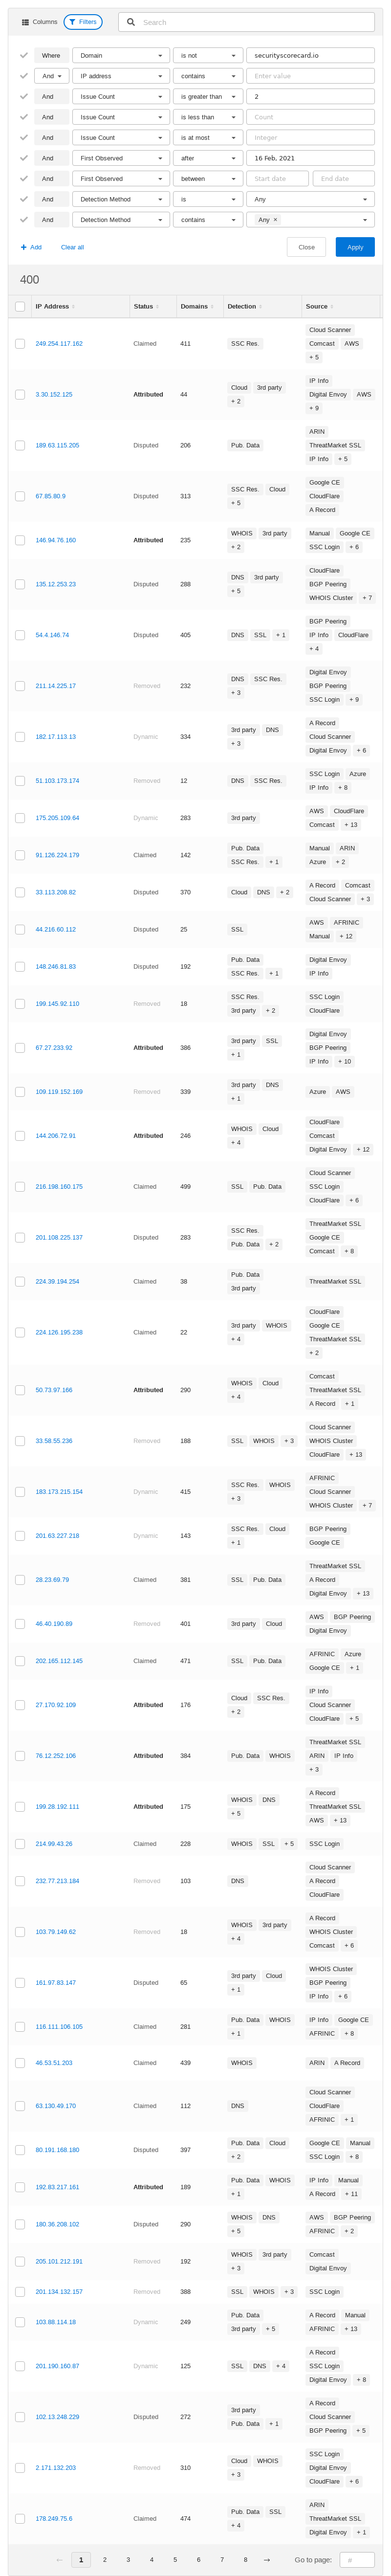 Columns Filters Search
Where Domain is not securityscorecard.io
And IP address contains Enter value
And Issue Count is greater than 2
And Issue Count is less than Count
And Issue Count is at most Integer
And First Observed after 16 Feb, 2021
And First Observed between Start date End date
And Detection Method is Any
And Detection Method contains Any ×
+ Add Clear all Close Apply
400
IP Address Status Domains Detection Source
Cloud Scanner
249.254.117.162 Claimed 411 SSC Res. Comcast AWS
+ 5
IP Info
3.30.152.125 Attributed 44 Cloud 3rd party Digital Envoy AWS
+ 2 + 9
ARIN
189.63.115.205 Disputed 206 Pub. Data ThreatMarket SSL
IP Info + 5
Google CE
67.85.80.9 Disputed 313 SSC Res. Cloud CloudFlare
+ 5 A Record
146.94.76.160 Attributed 235 WHOIS 3rd party Manual Google CE
+ 2 SSC Login + 6
CloudFlare
135.12.253.23 Disputed 288 DNS 3rd party BGP Peering
+ 5 WHOIS Cluster + 7
BGP Peering
54.4.146.74 Disputed 405 DNS SSL + 1 IP Info CloudFlare
+ 4
Digital Envoy
211.14.225.17 Removed 232 DNS SSC Res. BGP Peering
+ 3 SSC Login + 9
A Record
182.17.113.13 Dynamic 334 3rd party DNS Cloud Scanner
+ 3 Digital Envoy + 6
51.103.173.174 Removed 12 DNS SSC Res. SSC Login Azure
IP Info + 8
175.205.109.64 Dynamic 283 3rd party AWS CloudFlare
Comcast + 13
91.126.224.179 Claimed 142 Pub. Data Manual ARIN
SSC Res. + 1 Azure + 2
33.113.208.82 Disputed 370 Cloud DNS + 2 A Record Comcast
Cloud Scanner + 3
44.216.60.112 Disputed 25 SSL AWS AFRINIC
Manual + 12
148.246.81.83 Disputed 192 Pub. Data Digital Envoy
SSC Res. + 1 IP Info
199.145.92.110 Removed 18 SSC Res. SSC Login
3rd party + 2 CloudFlare
Digital Envoy
67.27.233.92 Attributed 386 3rd party SSL BGP Peering
+ 1 IP Info + 10
109.119.152.169 Removed 339 3rd party DNS Azure AWS
+ 1
CloudFlare
144.206.72.91 Attributed 246 WHOIS Cloud Comcast
+ 4 Digital Envoy + 12
Cloud Scanner
216.198.160.175 Claimed 499 SSL Pub. Data SSC Login
CloudFlare + 6
ThreatMarket SSL
201.108.225.137 Disputed 283 SSC Res. Google CE
Pub. Data + 2 Comcast + 8
224.39.194.254 Claimed 38 Pub. Data ThreatMarket SSL
3rd party
CloudFlare
224.126.195.238 Claimed 22 3rd party WHOIS Google CE
+ 4 ThreatMarket SSL
+ 2
Comcast
50.73.97.166 Attributed 290 WHOIS Cloud ThreatMarket SSL
+ 4 A Record + 1
Cloud Scanner
33.58.55.236 Removed 188 SSL WHOIS + 3 WHOIS Cluster
CloudFlare + 13
AFRINIC
183.173.215.154 Dynamic 415 SSC Res. WHOIS Cloud Scanner
+ 3 WHOIS Cluster + 7
201.63.227.218 Dynamic 143 SSC Res. Cloud BGP Peering
+ 1 Google CE
ThreatMarket SSL
28.23.69.79 Claimed 381 SSL Pub. Data A Record
Digital Envoy + 13
46.40.190.89 Removed 401 3rd party Cloud AWS BGP Peering
Digital Envoy
202.165.112.145 Claimed 471 SSL Pub. Data AFRINIC Azure
Google CE + 1
IP Info
27.170.92.109 Attributed 176 Cloud SSC Res. Cloud Scanner
+ 2 CloudFlare + 5
ThreatMarket SSL
76.12.252.106 Attributed 384 Pub. Data WHOIS ARIN IP Info
+ 3
A Record
199.28.192.111 Attributed 175 WHOIS DNS ThreatMarket SSL
+ 5 AWS + 13
214.99.43.26 Claimed 228 WHOIS SSL + 5 SSC Login
Cloud Scanner
232.77.213.184 Removed 103 DNS A Record
CloudFlare
A Record
103.79.149.62 Removed 18 WHOIS 3rd party WHOIS Cluster
+ 4 Comcast + 6
WHOIS Cluster
161.97.83.147 Disputed 65 3rd party Cloud BGP Peering
+ 1 IP Info + 6
116.111.106.105 Claimed 281 Pub. Data WHOIS IP Info Google CE
+ 1 AFRINIC + 8
46.53.51.203 Claimed 439 WHOIS ARIN A Record
Cloud Scanner
63.130.49.170 Claimed 112 DNS CloudFlare
AFRINIC + 1
80.191.168.180 Disputed 397 Pub. Data Cloud Google CE Manual
+ 2 SSC Login + 8
192.83.217.161 Attributed 189 Pub. Data WHOIS IP Info Manual
+ 1 A Record + 11
180.36.208.102 Disputed 290 WHOIS DNS AWS BGP Peering
+ 5 AFRINIC + 2
205.101.212.191 Removed 192 WHOIS 3rd party Comcast
+ 3 Digital Envoy
201.134.132.157 Removed 388 SSL WHOIS + 3 SSC Login
103.88.114.18 Dynamic 249 Pub. Data A Record Manual
3rd party + 5 AFRINIC + 13
A Record
201.190.160.87 Dynamic 125 SSL DNS + 4 SSC Login
Digital Envoy + 8
A Record
102.13.248.229 Disputed 272 3rd party Cloud Scanner
Pub. Data + 1 BGP Peering + 5
SSC Login
2.171.132.203 Removed 310 Cloud WHOIS Digital Envoy
+ 3 CloudFlare + 6
ARIN
178.249.75.6 Claimed 474 Pub. Data SSL ThreatMarket SSL
+ 4 Digital Envoy + 1
← 1 2 3 4 5 6 7 8 → Go to page: #